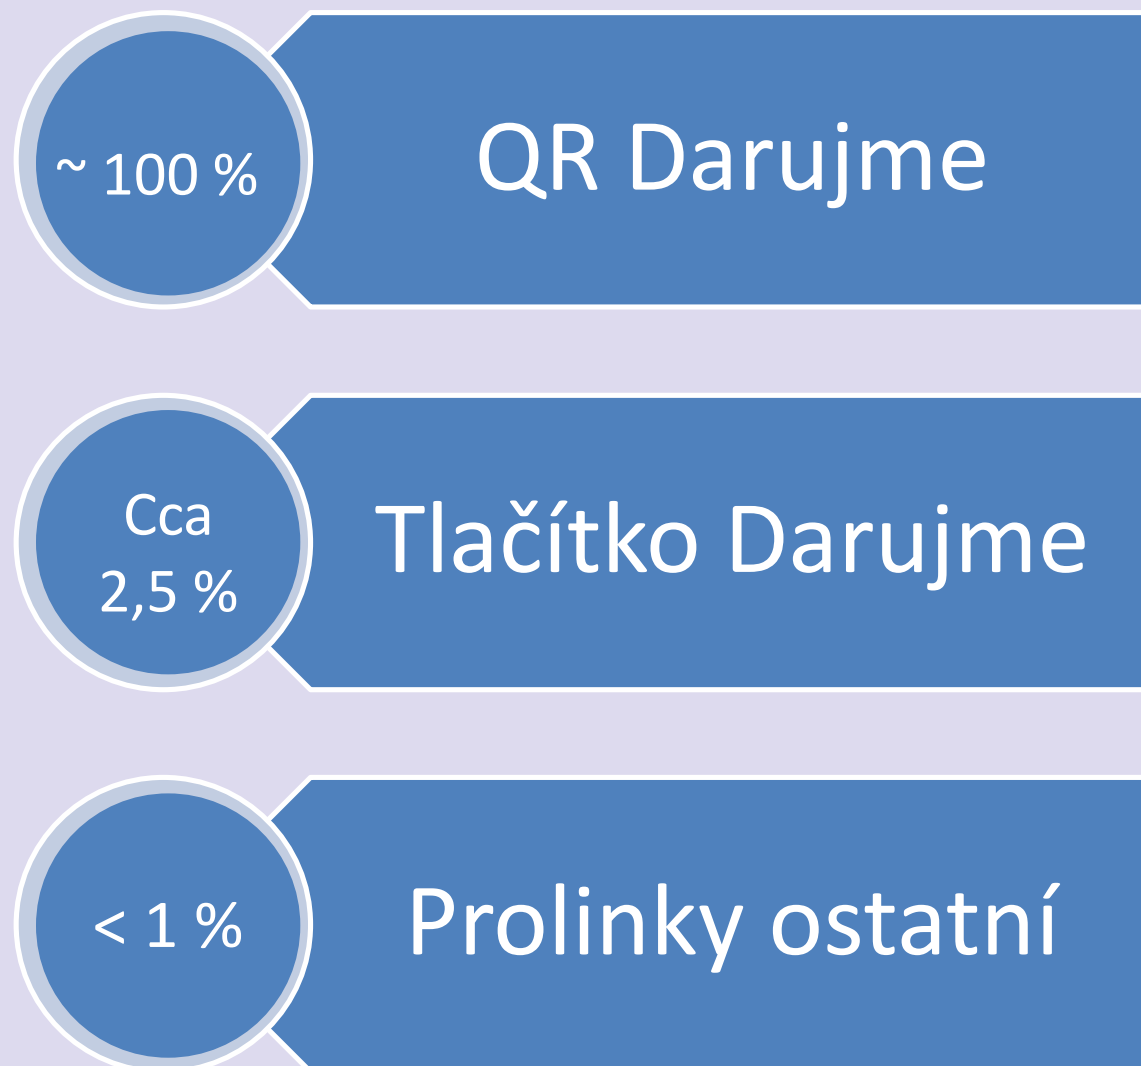 ~ 100 %
QR Darujme
Cca
2,5 %
Tlačítko Darujme
< 1 %
Prolinky ostatní